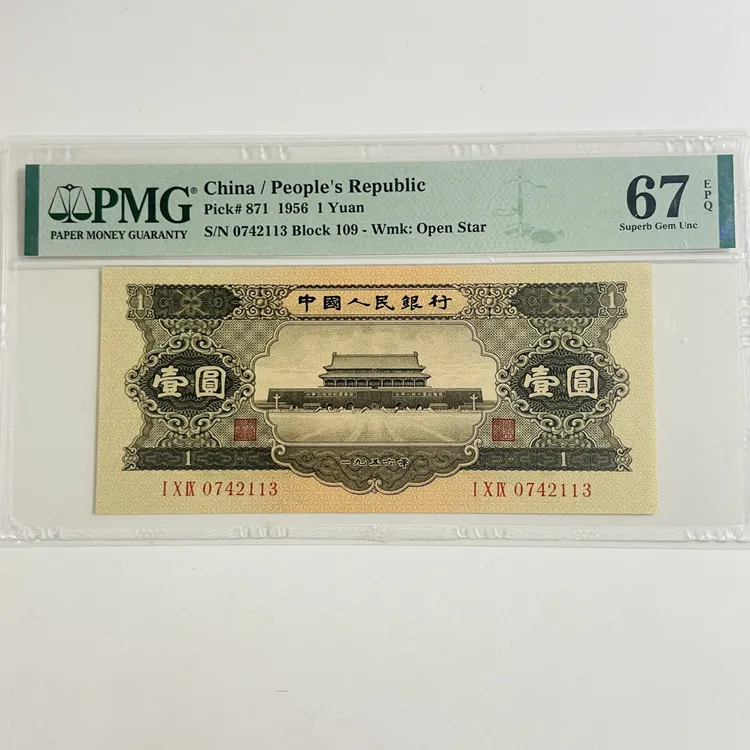 PMG®
PAPER MONEY GUARANTY
China / People's Republic
Pick# 871 1956 1 Yuan
S/N 0742113 Block 109 - Wmk: Open Star
67
EPQ
Superb Gem Unc
1 中國人民銀行 1
壹圓 壹圓
1 一九五六年 1
I X IX 0742113 I X IX 0742113